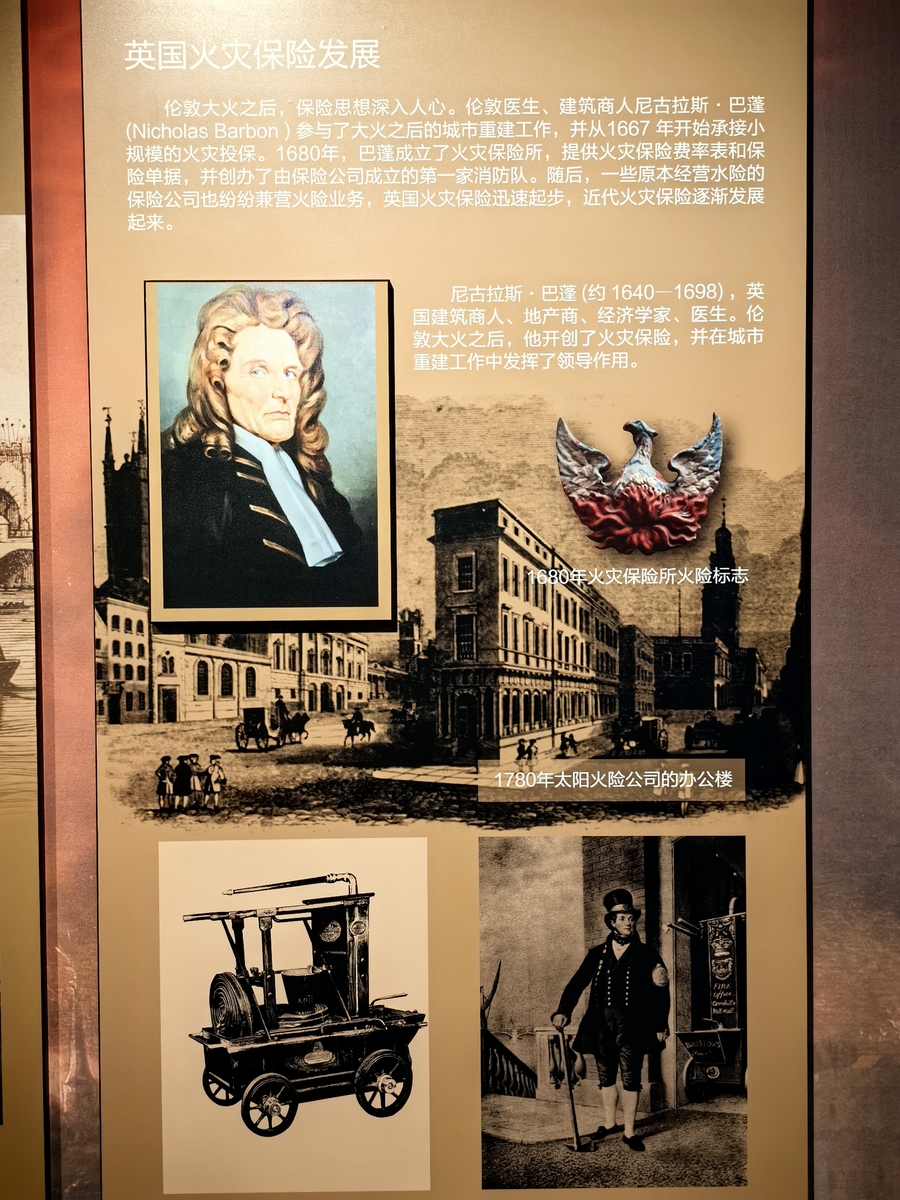 英国火灾保险发展
伦敦大火之后，保险思想深入人心。伦敦医生、建筑商人尼古拉斯·巴蓬
(Nicholas Barbon ) 参与了大火之后的城市重建工作，并从1667 年开始承接小
规模的火灾投保。1680年，巴蓬成立了火灾保险所，提供火灾保险费率表和保
险单据，并创办了由保险公司成立的第一家消防队。随后，一些原本经营水险的
保险公司也纷纷兼营火险业务，英国火灾保险迅速起步，近代火灾保险逐渐发展
起来。
尼古拉斯·巴蓬 (约 1640—1698) ，英
国建筑商人、地产商、经济学家、医生。伦
敦大火之后，他开创了火灾保险，并在城市
重建工作中发挥了领导作用。
1680年火灾保险所火险标志
1780年太阳火险公司的办公楼
FIRE
Office
Cornhill &
Pall Mall